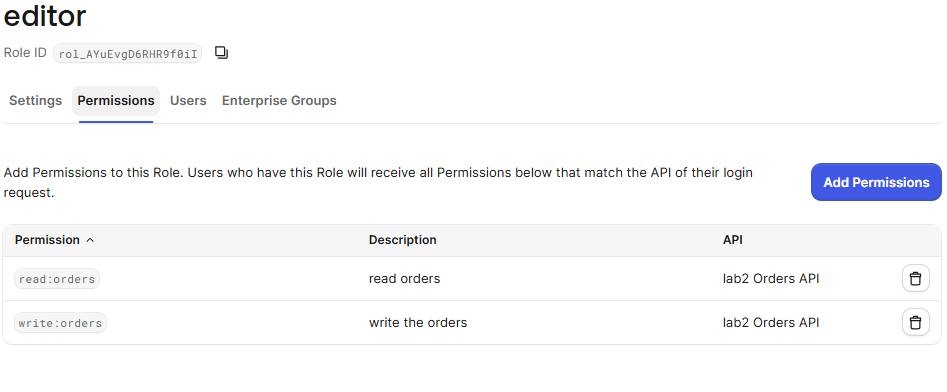 editor
Role ID rol_AYuEvgD6RHR9f0iI
Settings Permissions Users Enterprise Groups
Add Permissions to this Role. Users who have this Role will receive all Permissions below that match the API of their login
request.
Add Permissions
Permission Description API
read:orders read orders lab2 Orders API
write:orders write the orders lab2 Orders API